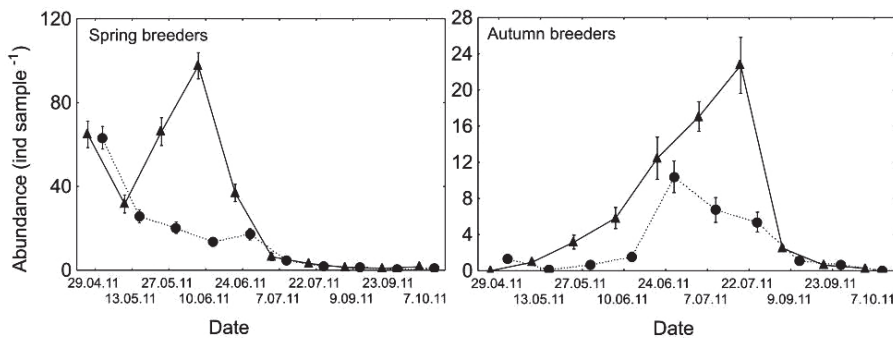 Spring breeders
Autumn breeders
Abundance (ind sample -1)
120
100
80
60
40
20
0
28
24
20
16
12
8
4
0
29.04.11 27.05.11 24.06.11 22.07.11 23.09.11
13.05.11 10.06.11 7.07.11 9.09.11 7.10.11
Date
29.04.11 27.05.11 24.06.11 22.07.11 23.09.11
13.05.11 10.06.11 7.07.11 9.09.11 7.10.11
Date